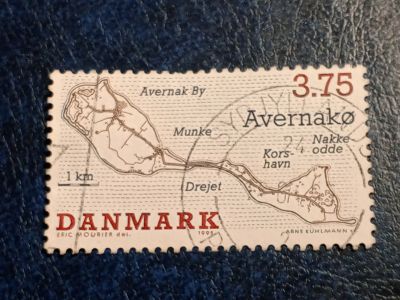 Avernak By
3.75
Munke
Avernakø
Kors-
havn
Nakke
odde
1 km
Drejet
DANMARK
ERIC MOURIER del.
1995
ARNE KÜHLMANN